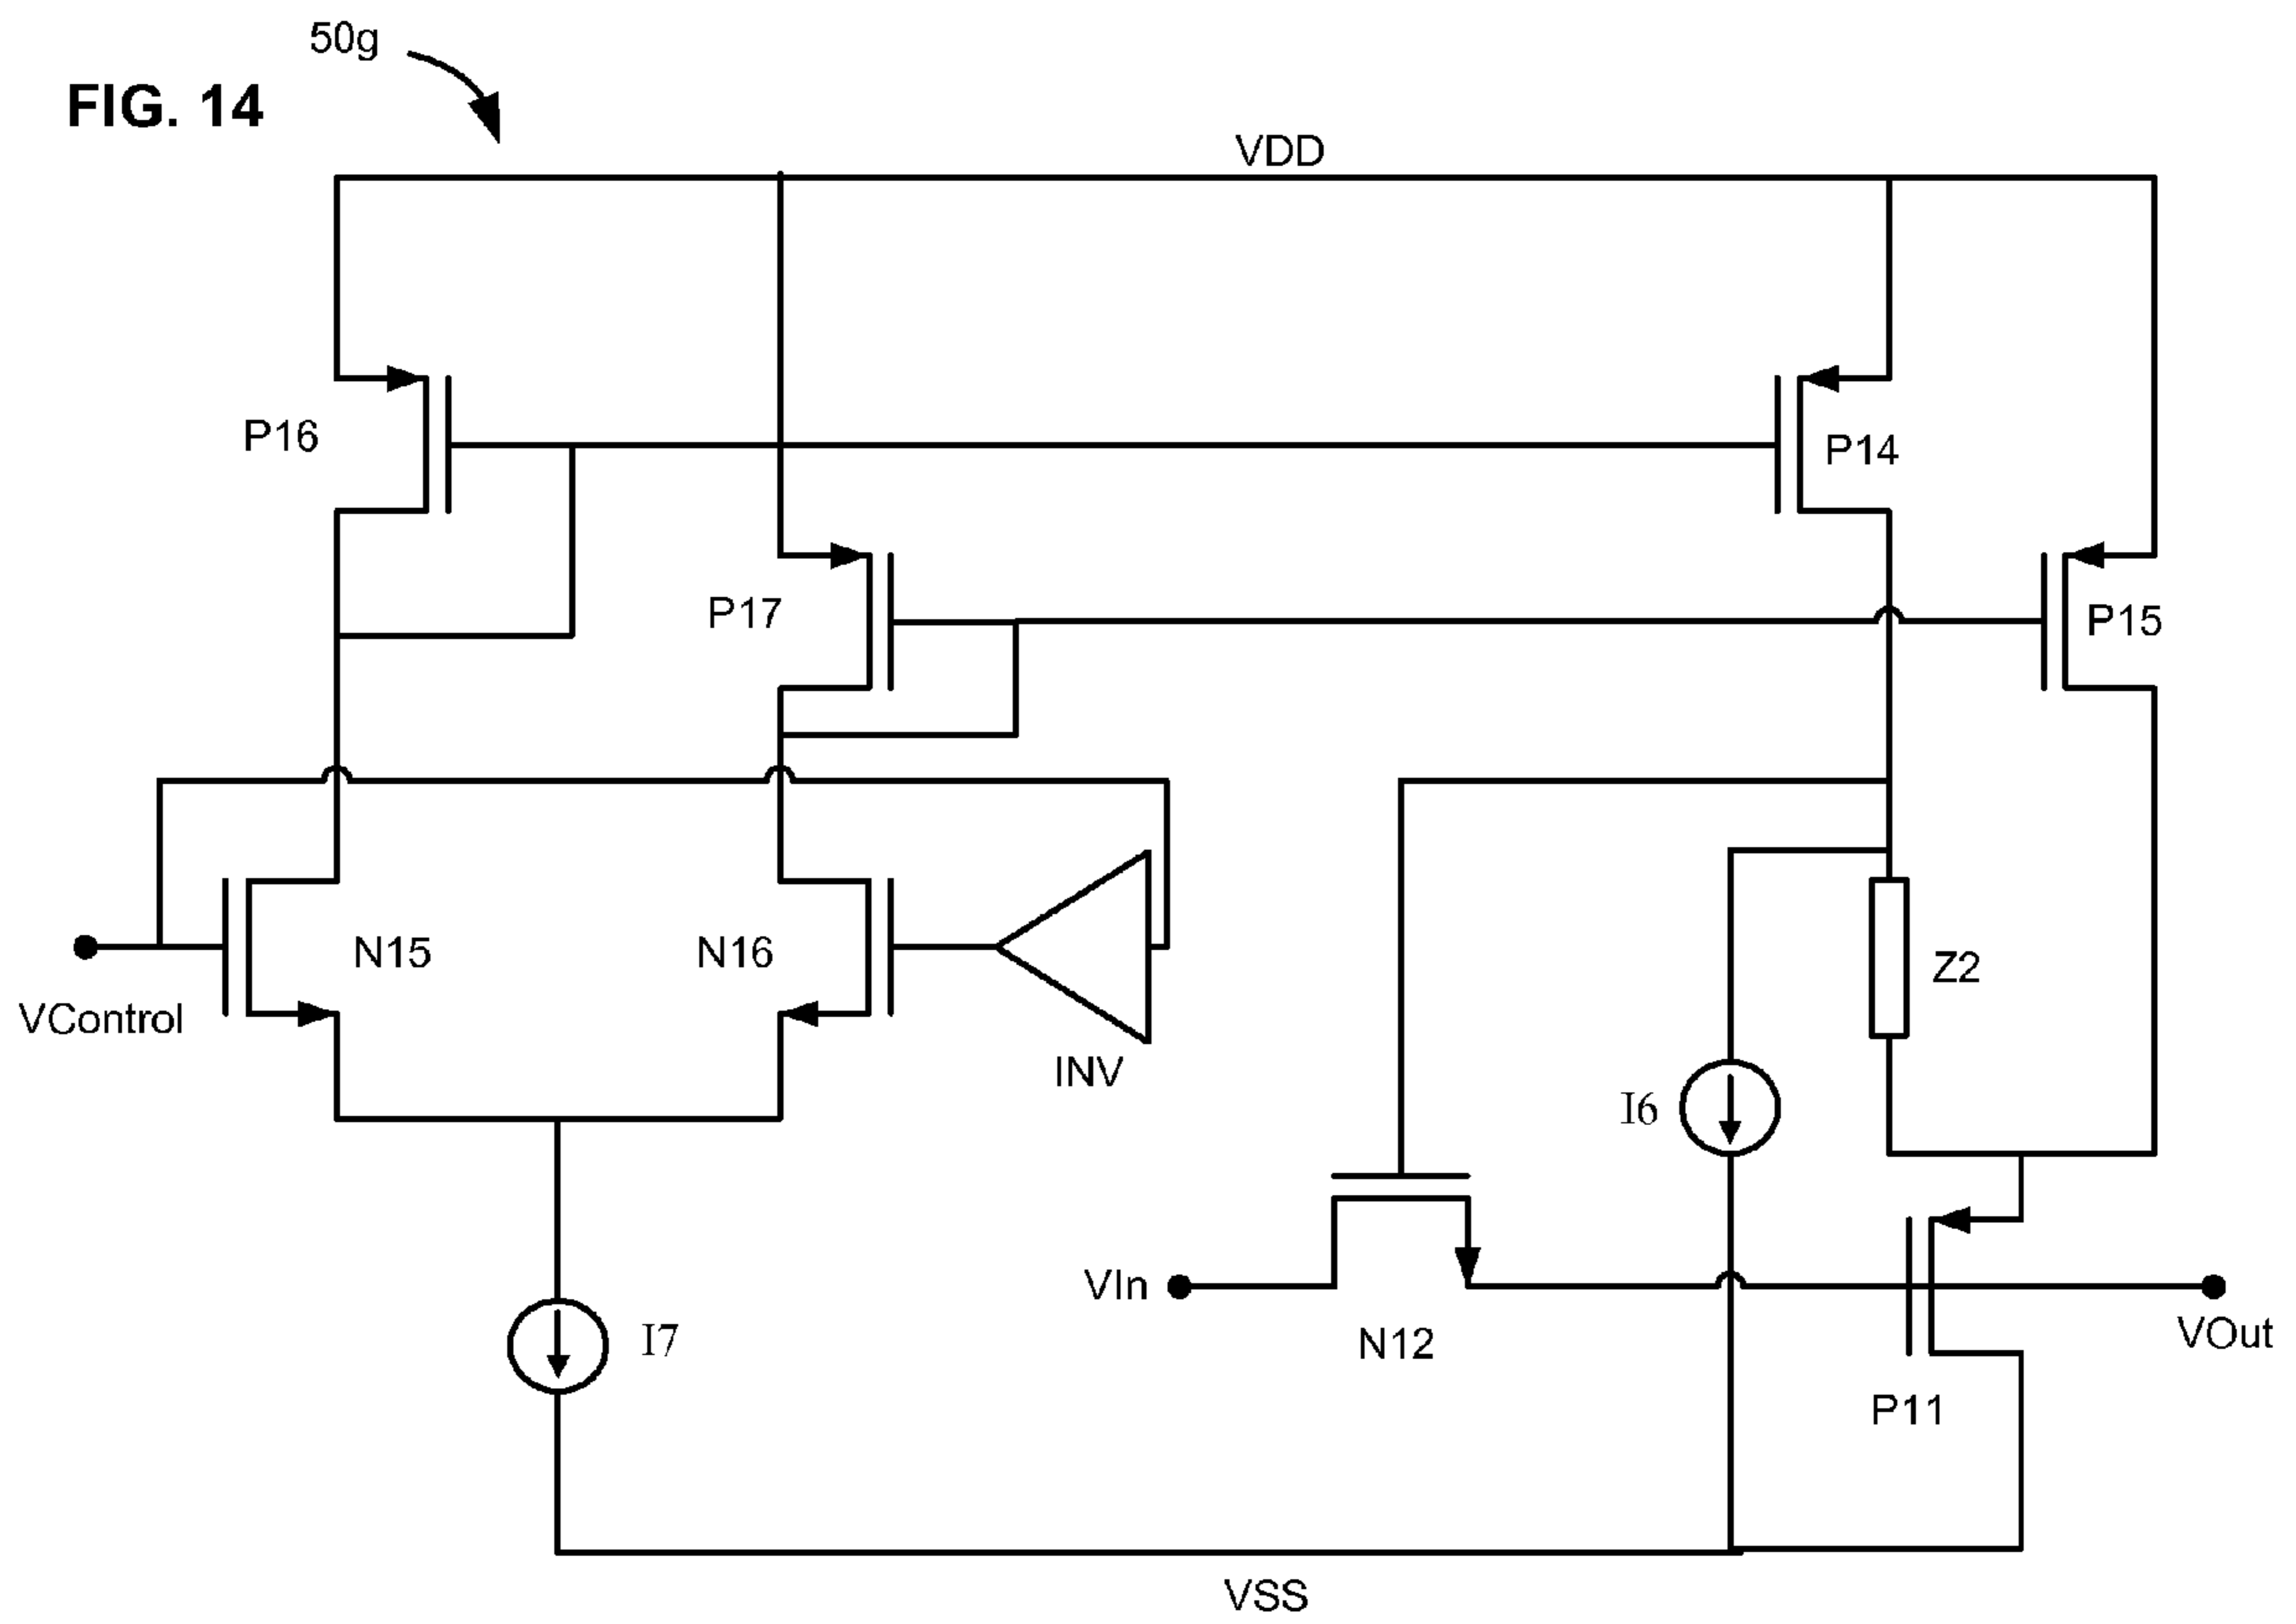 50g
FIG. 14
VDD
P16
P14
P17
P15
N15
N16
Z2
VControl
INV
I6
VIn
I7
N12
VOut
P11
VSS